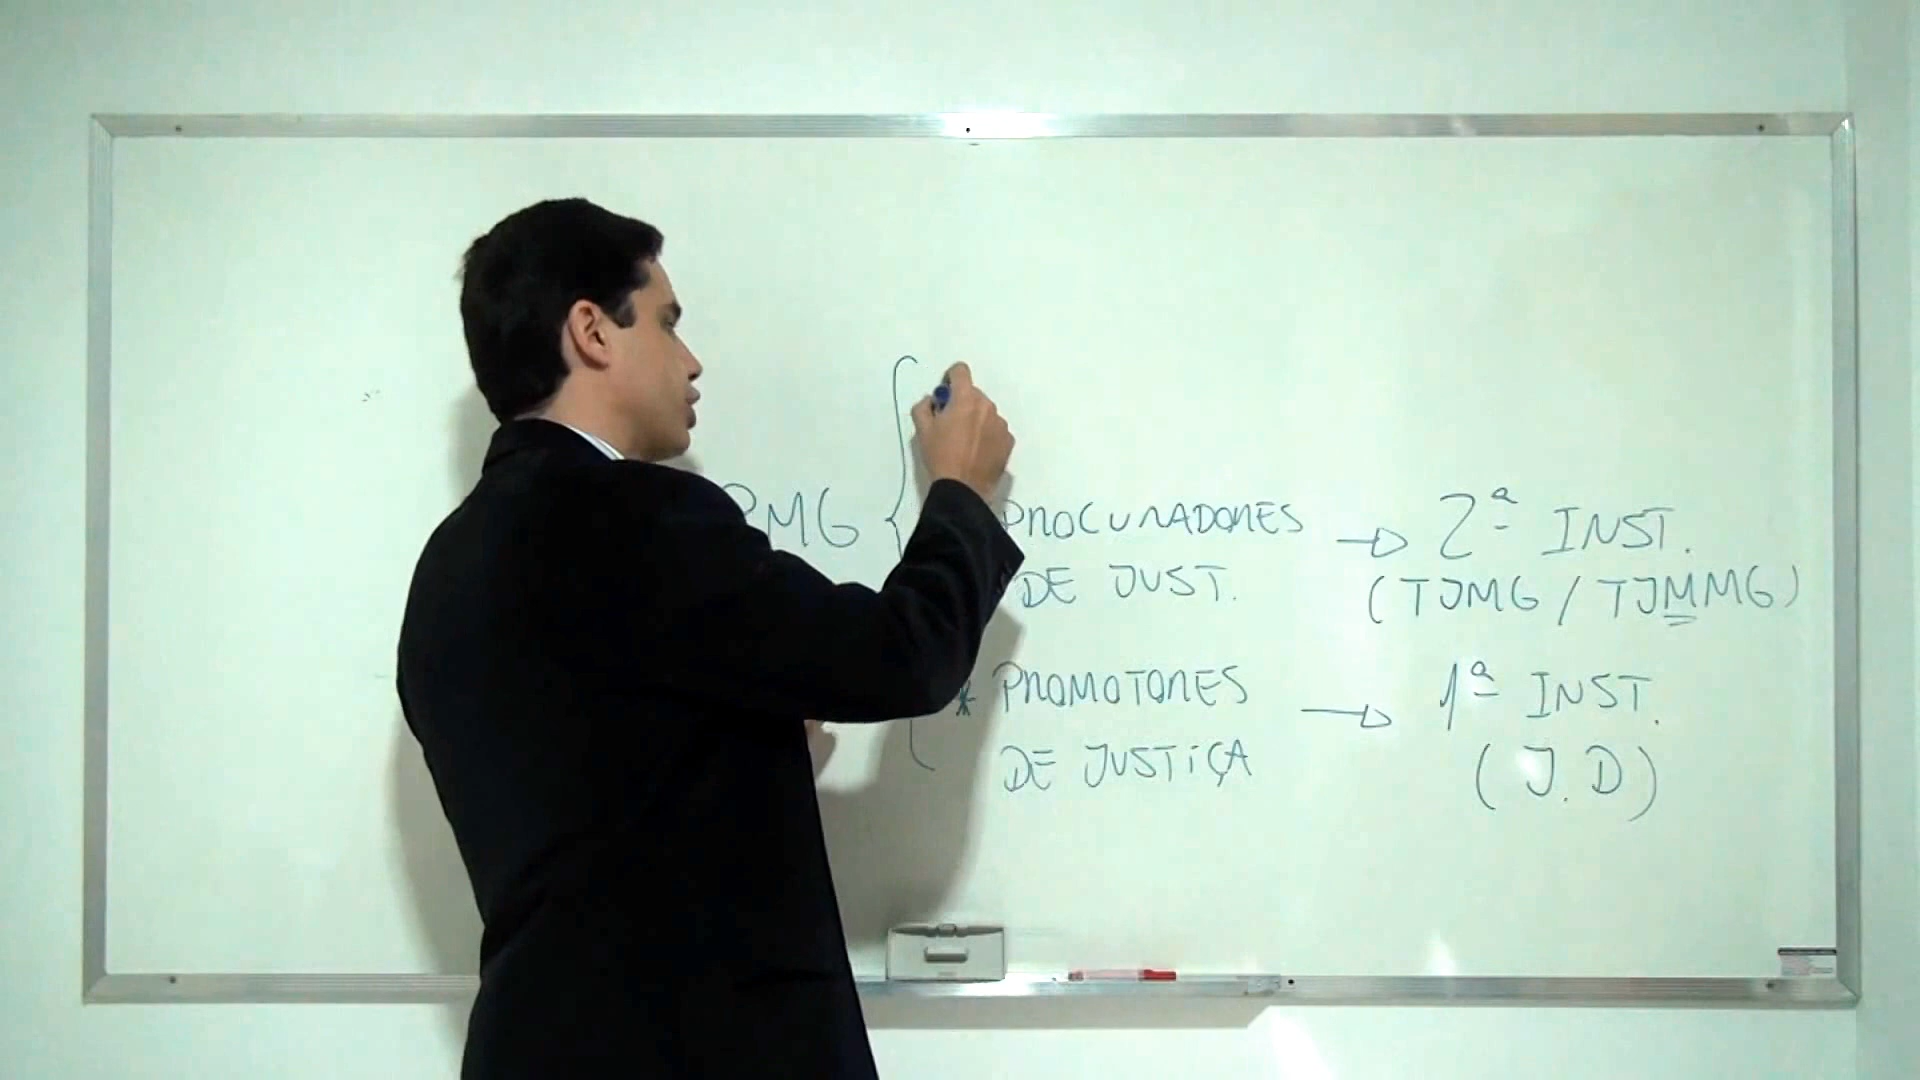 PMG
PROCURADORES → 2ª INST.
DE JUST. (TJMG / TJMMG)
* PROMOTORES → 1ª INST.
DE JUSTIÇA (J.D)